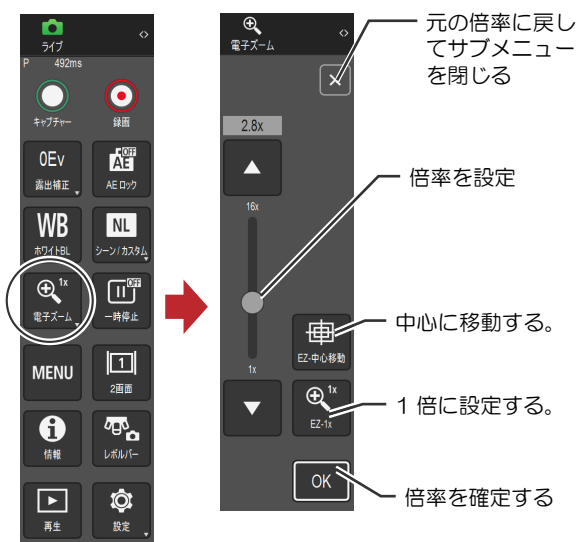 ライブ
P 492ms
キャプチャー
録画
0Ev
露出補正
OFF
AE
AE ロック
WB
ホワイトBL
NL
シーン/カスタム
1x
電子ズーム
OFF
一時停止
MENU
1
2画面
情報
レボルバー
再生
設定
電子ズーム
2.8x
16x
1x
EZ-中心移動
1x
EZ-1x
OK
元の倍率に戻し
てサブメニュー
を閉じる
倍率を設定
中心に移動する。
1 倍に設定する。
倍率を確定する